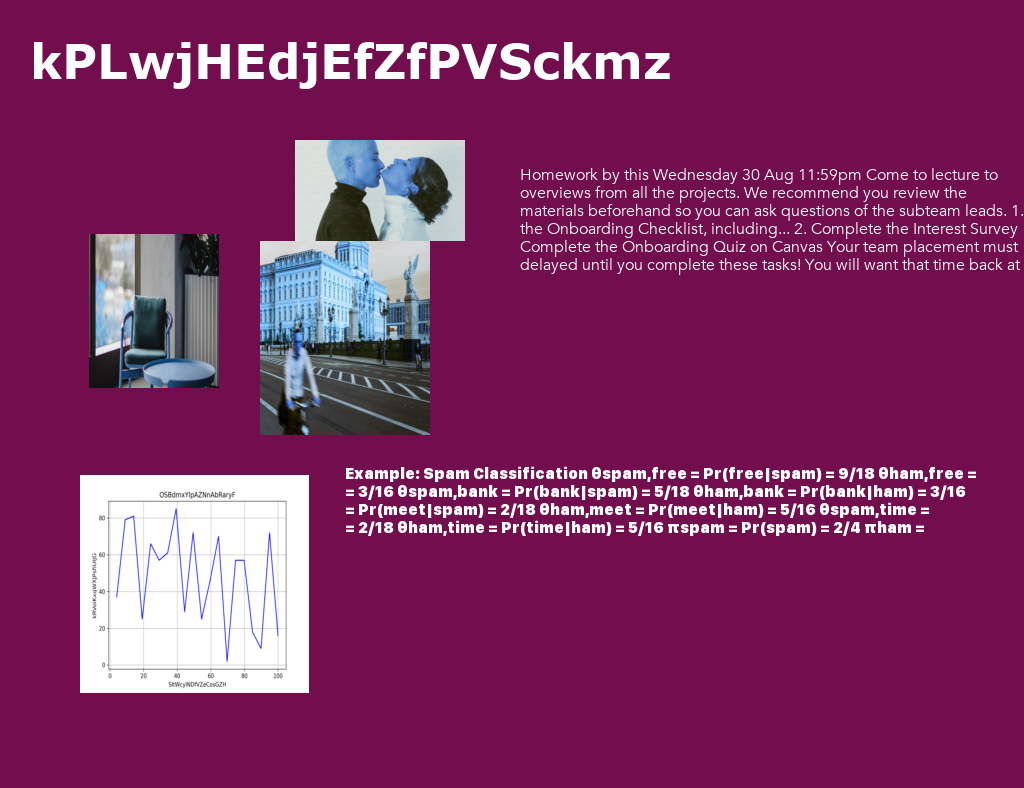 kPLwjHEdjEfZfPVSckmz
Homework by this Wednesday 30 Aug 11:59pm Come to lecture to
overviews from all the projects. We recommend you review the
materials beforehand so you can ask questions of the subteam leads. 1.
the Onboarding Checklist, including... 2. Complete the Interest Survey
Complete the Onboarding Quiz on Canvas Your team placement must
delayed until you complete these tasks! You will want that time back at
Example: Spam Classification θspam,free = Pr(free|spam) = 9/18 θham,free =
= 3/16 θspam,bank = Pr(bank|spam) = 5/18 θham,bank = Pr(bank|ham) = 3/16
= Pr(meet|spam) = 2/18 θham,meet = Pr(meet|ham) = 5/16 θspam,time =
= 2/18 θham,time = Pr(time|ham) = 5/16 πspam = Pr(spam) = 2/4 πham =
OSBdmxYlpAZNnAbRaryF
80
60
40
20
0
0 20 40 60 80 100